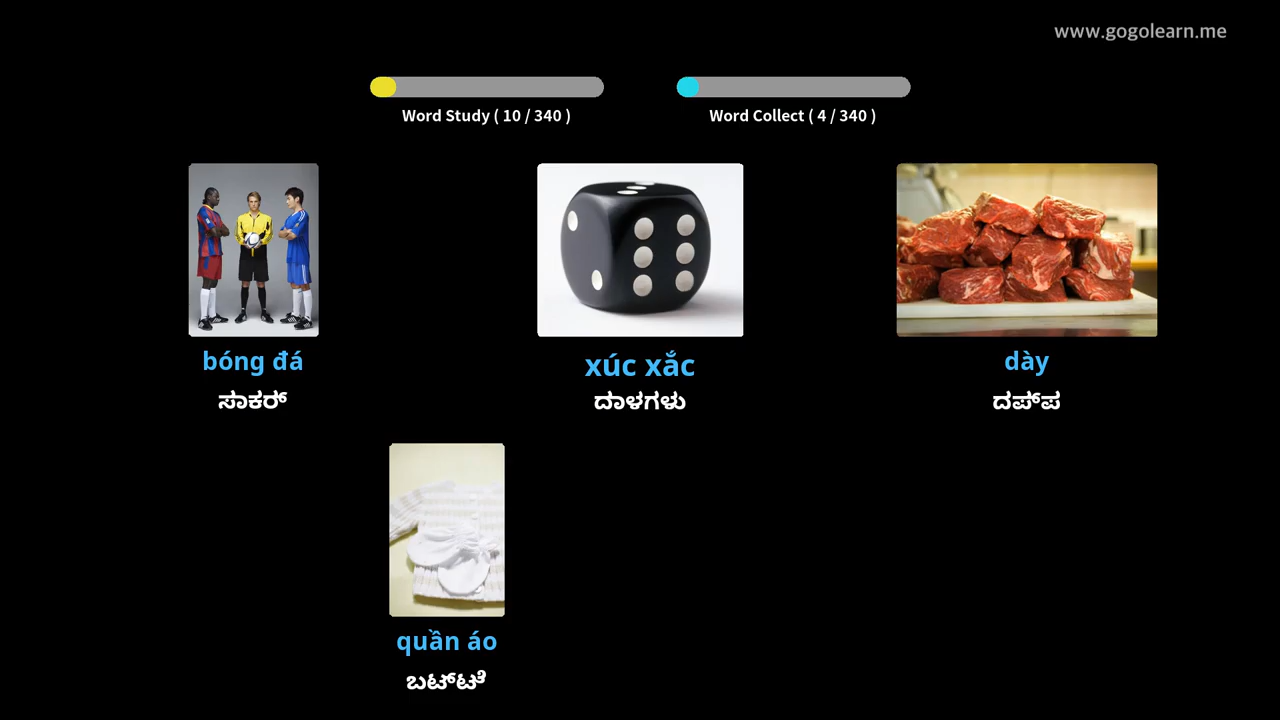 www.gogolearn.me
Word Study ( 10 / 340 )
Word Collect ( 4 / 340 )
bóng đá
ಸಾಕರ್
xúc xắc
ದಾಳಗಳು
dày
ದಪ್ಪ
quần áo
ಬಟ್ಟೆ